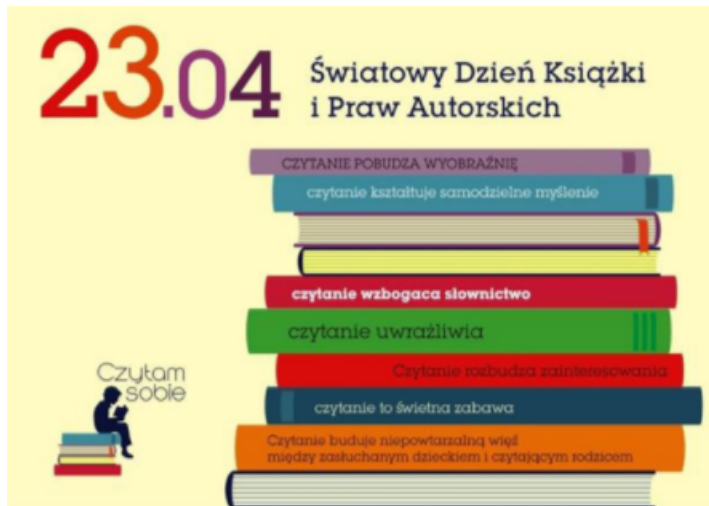 23.04
Światowy Dzień Książki
i Praw Autorskich
CZYTANIE POBUDZA WYOBRAŹNIĘ
czytanie kształtuje samodzielne myślenie
czytanie wzbogaca słownictwo
czytanie uwrażliwia
Czytanie rozbudza zainteresowania
czytanie to świetna zabawa
Czytanie buduje niepowtarzalną więź
między zasłuchanym dzieckiem i czytającym rodzicem
Czytam
sobie